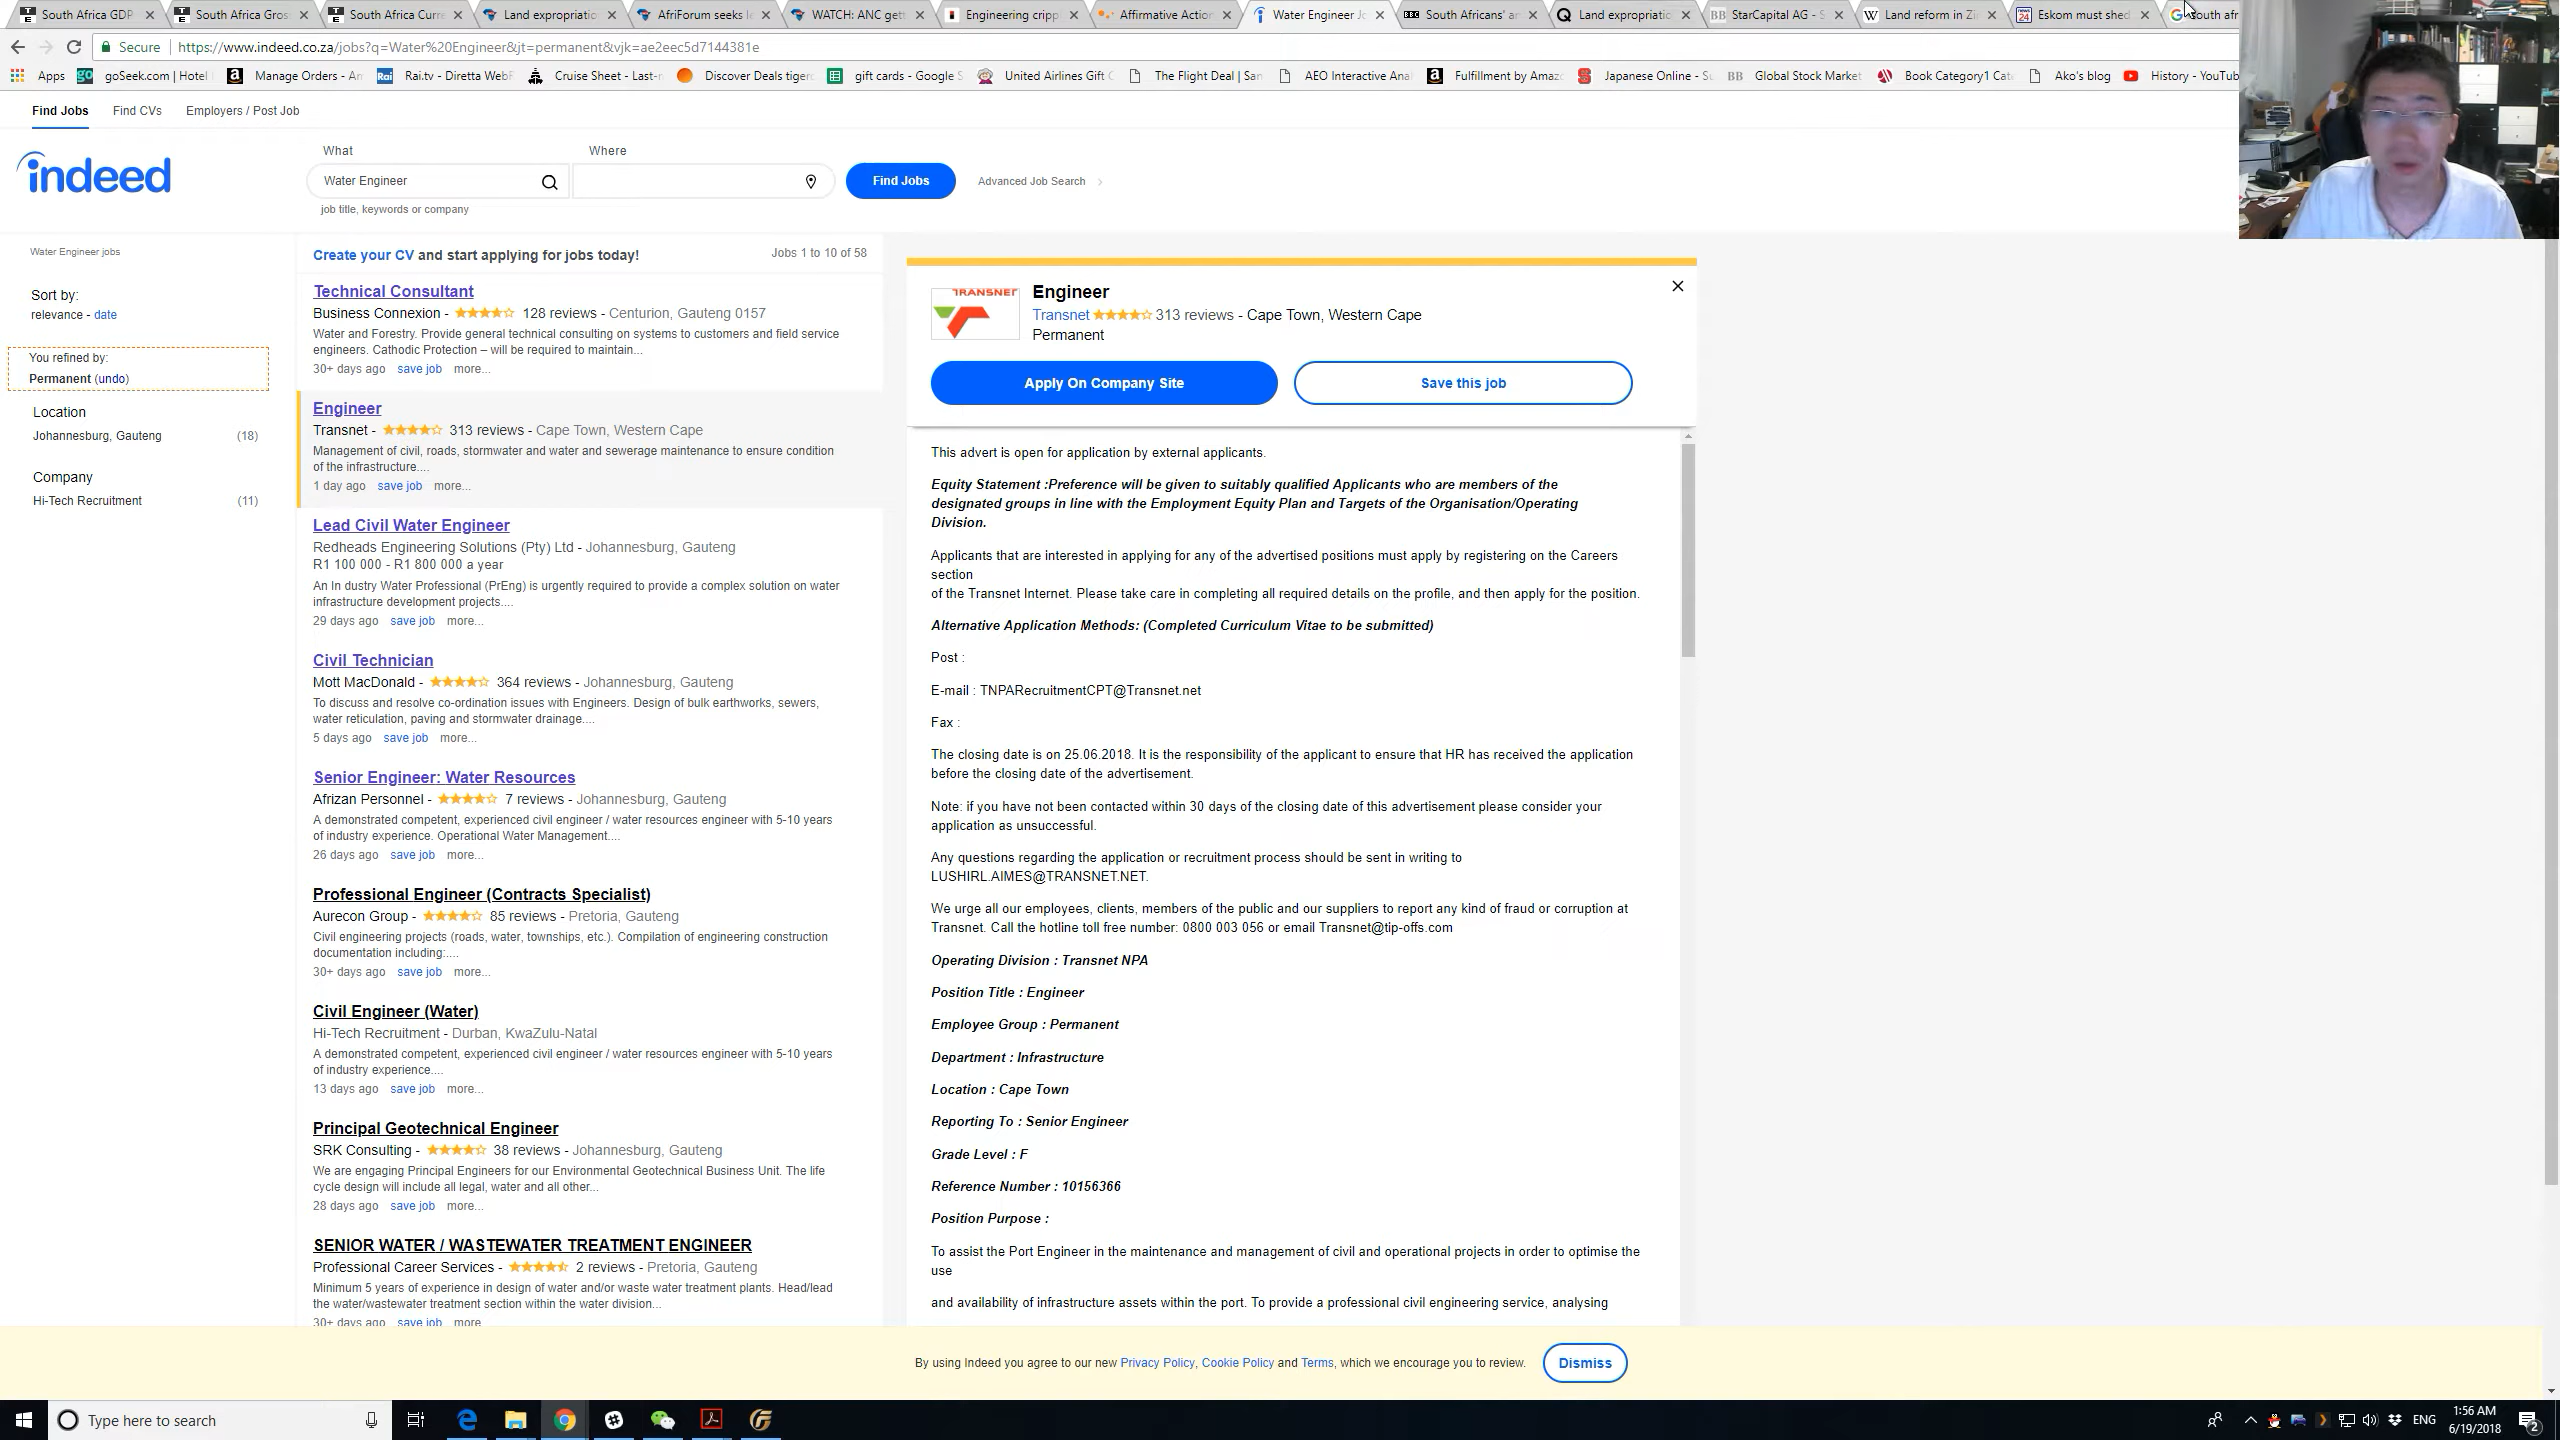 South Africa GDP
South Africa Gros
South Africa Curre
Land expropriatio
AfriForum seeks l
WATCH: ANC gett
Engineering cripp
Affirmative Action
Water Engineer Jo
South Africans' a
Land expropriatio
StarCapital AG - S
Land reform in Zi
Eskom must shed
south afr
Secure
https://www.indeed.co.za/jobs?q=Water%20Engineer&jt=permanent&vjk=ae2eec5d7144381e
Apps
goSeek.com | Hotel
Manage Orders - Am
Rai.tv - Diretta WebR
Cruise Sheet - Last-
Discover Deals tigerd
gift cards - Google S
United Airlines Gift C
The Flight Deal | San
AEO Interactive Anal
Fulfillment by Amaz
Japanese Online - Su
Global Stock Market
Book Category1 Cate
Ako's blog
History - YouTub
Find Jobs
Find CVs
Employers / Post Job
indeed
What
Where
Water Engineer
Find Jobs
Advanced Job Search
job title, keywords or company
Water Engineer jobs
Sort by:
relevance - date
You refined by:
Permanent (undo)
Location
Johannesburg, Gauteng (18)
Company
Hi-Tech Recruitment (11)
Create your CV and start applying for jobs today!
Jobs 1 to 10 of 58
Technical Consultant
Business Connexion - 128 reviews - Centurion, Gauteng 0157
Water and Forestry. Provide general technical consulting on systems to customers and field service
engineers. Cathodic Protection – will be required to maintain...
30+ days ago save job more...
Engineer
Transnet - 313 reviews - Cape Town, Western Cape
Management of civil, roads, stormwater and water and sewerage maintenance to ensure condition
of the infrastructure....
1 day ago save job more...
Lead Civil Water Engineer
Redheads Engineering Solutions (Pty) Ltd - Johannesburg, Gauteng
R1 100 000 - R1 800 000 a year
An In dustry Water Professional (PrEng) is urgently required to provide a complex solution on water
infrastructure development projects....
29 days ago save job more...
Civil Technician
Mott MacDonald - 364 reviews - Johannesburg, Gauteng
To discuss and resolve co-ordination issues with Engineers. Design of bulk earthworks, sewers,
water reticulation, paving and stormwater drainage....
5 days ago save job more...
Senior Engineer: Water Resources
Afrizan Personnel - 7 reviews - Johannesburg, Gauteng
A demonstrated competent, experienced civil engineer / water resources engineer with 5-10 years
of industry experience. Operational Water Management....
26 days ago save job more...
Professional Engineer (Contracts Specialist)
Aurecon Group - 85 reviews - Pretoria, Gauteng
Civil engineering projects (roads, water, townships, etc.). Compilation of engineering construction
documentation including:....
30+ days ago save job more...
Civil Engineer (Water)
Hi-Tech Recruitment - Durban, KwaZulu-Natal
A demonstrated competent, experienced civil engineer / water resources engineer with 5-10 years
of industry experience....
13 days ago save job more...
Principal Geotechnical Engineer
SRK Consulting - 38 reviews - Johannesburg, Gauteng
We are engaging Principal Engineers for our Environmental Geotechnical Business Unit. The life
cycle design will include all legal, water and all other...
28 days ago save job more...
SENIOR WATER / WASTEWATER TREATMENT ENGINEER
Professional Career Services - 2 reviews - Pretoria, Gauteng
Minimum 5 years of experience in design of water and/or waste water treatment plants. Head/lead
the water/wastewater treatment section within the water division...
30+ days ago save job more
TRANSNET
Engineer
Transnet 313 reviews - Cape Town, Western Cape
Permanent
Apply On Company Site
Save this job
This advert is open for application by external applicants.
Equity Statement :Preference will be given to suitably qualified Applicants who are members of the
designated groups in line with the Employment Equity Plan and Targets of the Organisation/Operating
Division.
Applicants that are interested in applying for any of the advertised positions must apply by registering on the Careers
section
of the Transnet Internet. Please take care in completing all required details on the profile, and then apply for the position.
Alternative Application Methods: (Completed Curriculum Vitae to be submitted)
Post :
E-mail : TNPARecruitmentCPT@Transnet.net
Fax :
The closing date is on 25.06.2018. It is the responsibility of the applicant to ensure that HR has received the application
before the closing date of the advertisement.
Note: if you have not been contacted within 30 days of the closing date of this advertisement please consider your
application as unsuccessful.
Any questions regarding the application or recruitment process should be sent in writing to
LUSHIRL.AIMES@TRANSNET.NET.
We urge all our employees, clients, members of the public and our suppliers to report any kind of fraud or corruption at
Transnet. Call the hotline toll free number: 0800 003 056 or email Transnet@tip-offs.com
Operating Division : Transnet NPA
Position Title : Engineer
Employee Group : Permanent
Department : Infrastructure
Location : Cape Town
Reporting To : Senior Engineer
Grade Level : F
Reference Number : 10156366
Position Purpose :
To assist the Port Engineer in the maintenance and management of civil and operational projects in order to optimise the
use
and availability of infrastructure assets within the port. To provide a professional civil engineering service, analysing
By using Indeed you agree to our new Privacy Policy, Cookie Policy and Terms, which we encourage you to review.
Dismiss
Type here to search
ENG
1:56 AM
6/19/2018
2